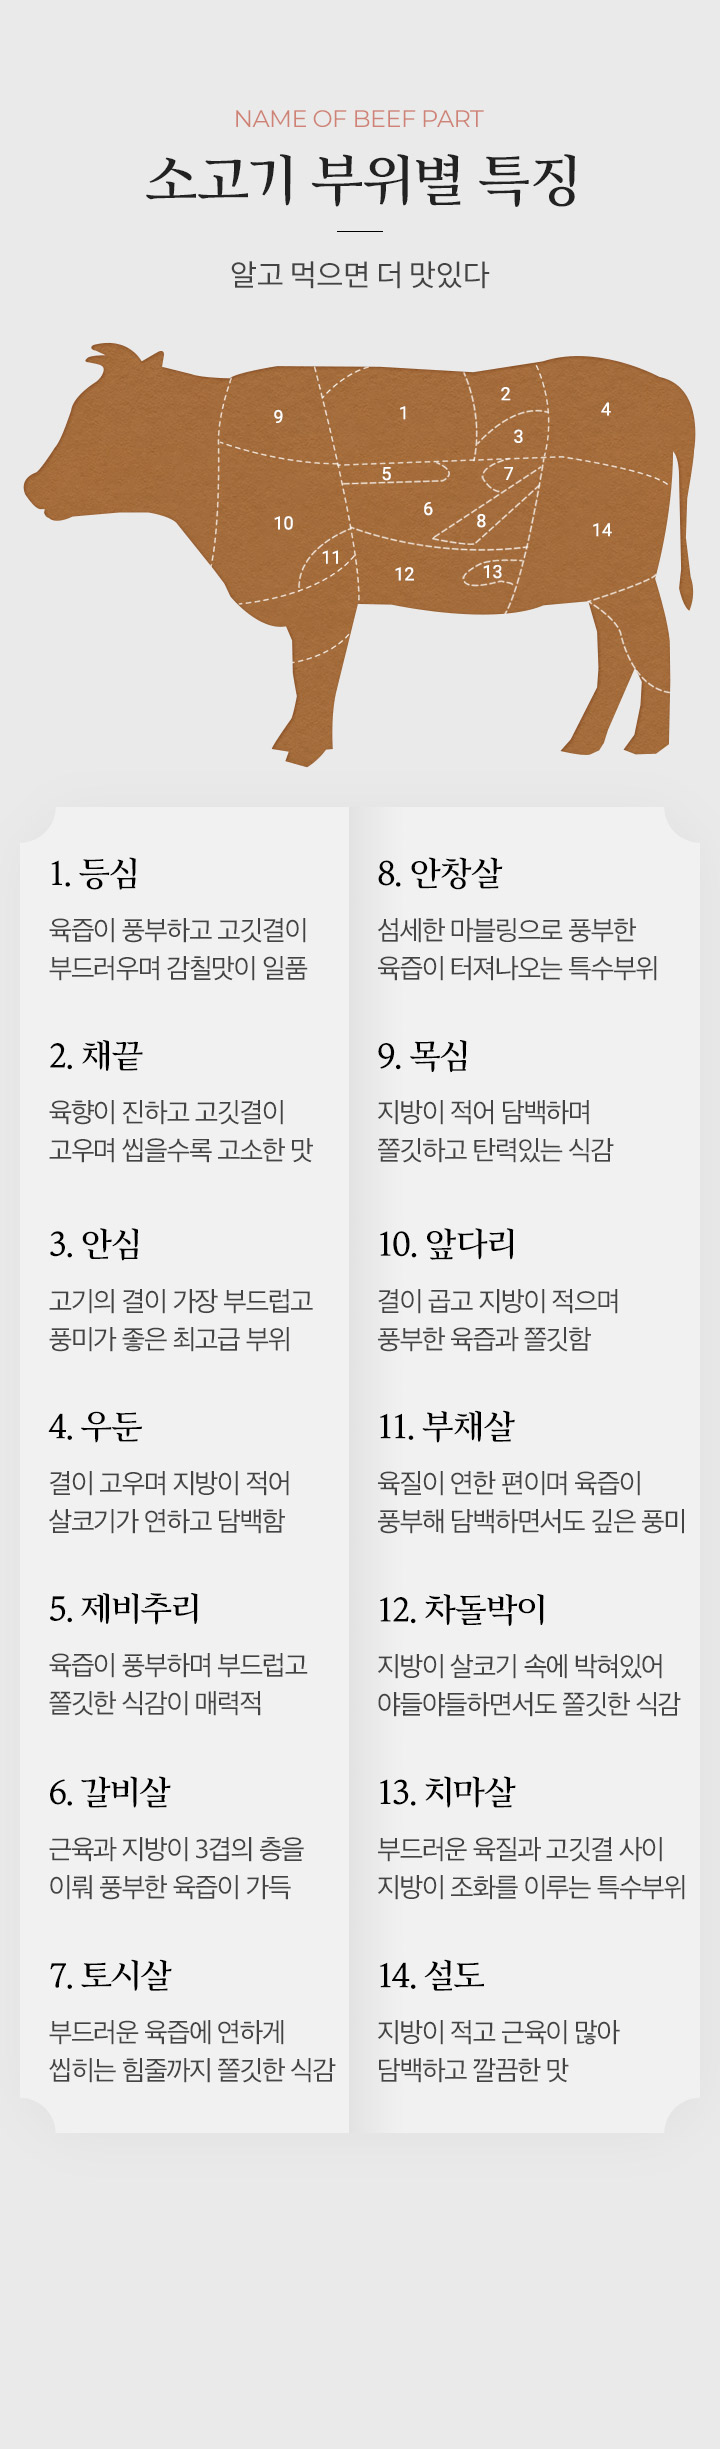 NAME OF BEEF PART
소고기 부위별 특징
알고 먹으면 더 맛있다
9
1
2
3
4
5
7
6
8
10
11
12
13
14
1. 등심
육즙이 풍부하고 고깃결이
부드러우며 감칠맛이 일품
2. 채끝
육향이 진하고 고깃결이
고우며 씹을수록 고소한 맛
3. 안심
고기의 결이 가장 부드럽고
풍미가 좋은 최고급 부위
4. 우둔
결이 고우며 지방이 적어
살코기가 연하고 담백함
5. 제비추리
육즙이 풍부하며 부드럽고
쫄깃한 식감이 매력적
6. 갈비살
근육과 지방이 3겹의 층을
이뤄 풍부한 육즙이 가득
7. 토시살
부드러운 육즙에 연하게
씹히는 힘줄까지 쫄깃한 식감
8. 안창살
섬세한 마블링으로 풍부한
육즙이 터져나오는 특수부위
9. 목심
지방이 적어 담백하며
쫄깃하고 탄력있는 식감
10. 앞다리
결이 곱고 지방이 적으며
풍부한 육즙과 쫄깃함
11. 부채살
육질이 연한 편이며 육즙이
풍부해 담백하면서도 깊은 풍미
12. 차돌박이
지방이 살코기 속에 박혀있어
야들야들하면서도 쫄깃한 식감
13. 치마살
부드러운 육질과 고깃결 사이
지방이 조화를 이루는 특수부위
14. 설도
지방이 적고 근육이 많아
담백하고 깔끔한 맛